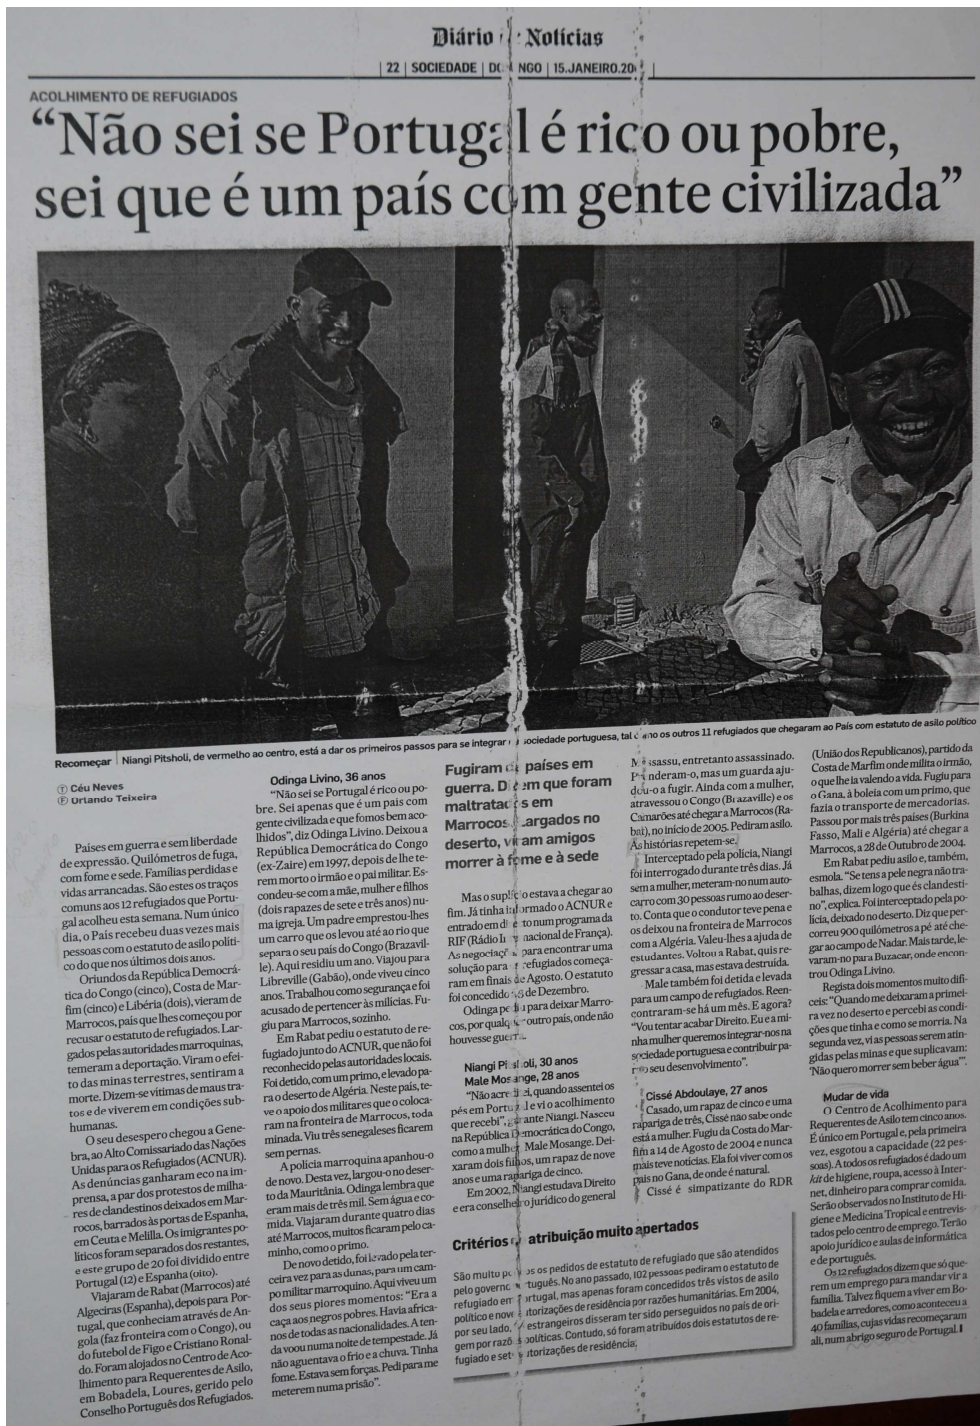 Diário Notícias
| 22 | SOCIEDADE | DO NGO | 15.JANEIRO.20 |
ACOLHIMENTO DE REFUGIADOS
“Não sei se Portugal é rico ou pobre,
sei que é um país com gente civilizada”
Recomeçar | Niangi Pitsholi, de vermelho ao centro, está a dar os primeiros passos para se integrar sociedade portuguesa, tal como os outros 11 refugiados que chegaram ao País com estatuto de asilo político
Ⓣ Céu Neves
Ⓕ Orlando Teixeira
Países em guerra e sem liberdade
de expressão. Quilómetros de fuga,
com fome e sede. Famílias perdidas e
vidas arrancadas. São estes os traços
comuns aos 12 refugiados que Portu-
gal acolheu esta semana. Num único
dia, o País recebeu duas vezes mais
pessoas com o estatuto de asilo políti-
co do que nos últimos dois anos.
Oriundos da República Democrá-
tica do Congo (cinco), Costa de Mar-
fim (cinco) e Libéria (dois), vieram de
Marrocos, país que lhes começou por
recusar o estatuto de refugiados. Lar-
gados pelas autoridades marroquinas,
temeram a deportação. Viram o efei-
to das minas terrestres, sentiram a
morte. Dizem-se vítimas de maus tra-
tos e de viverem em condições sub-
humanas.
O seu desespero chegou a Gene-
bra, ao Alto Comissariado das Nações
Unidas para os Refugiados (ACNUR).
As denúncias ganharam eco na im-
prensa, a par dos protestos de milha-
res de clandestinos deixados em Mar-
rocos, barrados às portas de Espanha,
em Ceuta e Melilla. Os imigrantes po-
líticos foram separados dos restantes,
e este grupo de 20 foi dividido entre
Portugal (12) e Espanha (oito).
Viajaram de Rabat (Marrocos) até
Algeciras (Espanha), depois para Por-
tugal, que conheciam através de An-
gola (faz fronteira com o Congo), ou
do futebol de Figo e Cristiano Ronal-
do. Foram alojados no Centro de Aco-
lhimento para Requerentes de Asilo,
em Bobadela, Loures, gerido pelo
Conselho Português dos Refugiados.
Odinga Livino, 36 anos
“Não sei se Portugal é rico ou po-
bre. Sei apenas que é um país com
gente civilizada e que fomos bem aco-
lhidos”, diz Odinga Livino. Deixou a
República Democrática do Congo
(ex-Zaire) em 1997, depois de lhe te-
rem morto o irmão e o pai militar. Es-
condeu-se com a mãe, mulher e filhos
(dois rapazes de sete e três anos) nu-
ma igreja. Um padre emprestou-lhes
um carro que os levou até ao rio que
separa o seu país do Congo (Brazavil-
le). Aqui residiu um ano. Viajou para
Libreville (Gabão), onde viveu cinco
anos. Trabalhou como segurança e foi
acusado de pertencer às milícias. Fu-
giu para Marrocos, sozinho.
Em Rabat pediu o estatuto de re-
fugiado junto do ACNUR, que não foi
reconhecido pelas autoridades locais.
Foi detido, com um primo, e levado pa-
ra o deserto de Algéria. Neste país, te-
ve o apoio dos militares que o coloca-
ram na fronteira de Marrocos, toda
minada. Viu três senegaleses ficarem
sem pernas.
A polícia marroquina apanhou-o
de novo. Desta vez, largou-o no deser-
to da Mauritânia. Odinga lembra que
eram mais de três mil. Sem água e co-
mida. Viajaram durante quatro dias
até Marrocos, muitos ficaram pelo ca-
minho, como o primo.
De novo detido, foi levado pela ter-
ceira vez para as dunas, para um cam-
po militar marroquino. Aqui viveu um
dos seus piores momentos: “Era a
caça aos negros pobres. Havia africa-
nos de todas as nacionalidades. A ten-
da voou numa noite de tempestade. Já
não aguentava o frio e a chuva. Tinha
fome. Estava sem forças. Pedi para me
meterem numa prisão”.
Fugiram países em
guerra. Dizem que foram
maltratados em
Marrocos. Largados no
deserto, viram amigos
morrer à fome e à sede
Mas o suplício estava a chegar ao
fim. Já tinha informado o ACNUR e
entrado em directo num programa da
RIF (Rádio Internacional de França).
As negociações para encontrar uma
solução para refugiados começa-
ram em finais de Agosto. O estatuto
foi concedido de Dezembro.
Odinga pediu para deixar Marro-
cos, por qualquer outro país, onde não
houvesse guerra.
Niangi Pitsholi, 30 anos
Male Mosange, 28 anos
“Não acreditei, quando assentei os
pés em Portugal e vi o acolhimento
que recebi”, garante Niangi. Nasceu
na República Democrática do Congo,
como a mulher, Male Mosange. Dei-
xaram dois filhos, um rapaz de nove
anos e uma rapariga de cinco.
Em 2002, Niangi estudava Direito
e era conselheiro jurídico do general
M ssassu, entretanto assassinado.
Prenderam-o, mas um guarda aju-
dou-o a fugir. Ainda com a mulher,
atravessou o Congo (Brazaville) e os
Camarões até chegar a Marrocos (Ra-
bat), no início de 2005. Pediram asilo.
As histórias repetem-se.
Interceptado pela polícia, Niangi
foi interrogado durante três dias. Já
sem a mulher, meteram-no num auto-
carro com 30 pessoas rumo ao deser-
to. Conta que o condutor teve pena e
os deixou na fronteira de Marrocos
com a Algéria. Valeu-lhes a ajuda de
estudantes. Voltou a Rabat, quis re-
gressar a casa, mas estava destruída.
Male também foi detida e levada
para um campo de refugiados. Reen-
contraram-se há um mês. E agora?
“Vou tentar acabar Direito. Eu e a mi-
nha mulher queremos integrar-nos na
sociedade portuguesa e contribuir pa-
ra o seu desenvolvimento”.
Cissé Abdoulaye, 27 anos
Casado, um rapaz de cinco e uma
rapariga de três, Cissé não sabe onde
está a mulher. Fugiu da Costa do Mar-
fim a 14 de Agosto de 2004 e nunca
mais teve notícias. Ela foi viver com os
pais no Gana, de onde é natural.
Cissé é simpatizante do RDR
(União dos Republicanos), partido da
Costa de Marfim onde milita o irmão,
o que lhe ia valendo a vida. Fugiu para
o Gana, à boleia com um primo, que
fazia o transporte de mercadorias.
Passou por mais três países (Burkina
Fasso, Mali e Algéria) até chegar a
Marrocos, a 28 de Outubro de 2004.
Em Rabat pediu asilo e, também,
esmola. “Se tens a pele negra não tra-
balhas, dizem logo que és clandesti-
no”, explica. Foi interceptado pela po-
lícia, deixado no deserto. Diz que per-
correu 900 quilómetros a pé até che-
gar ao campo de Nadar. Mais tarde, le-
varam-no para Buzacar, onde encon-
trou Odinga Livino.
Regista dois momentos muito difí-
ceis: “Quando me deixaram a primei-
ra vez no deserto e percebi as condi-
ções que tinha e como se morria. Na
segunda vez, vi as pessoas serem atin-
gidas pelas minas e que suplicavam:
‘Não quero morrer sem beber água’”.
Mudar de vida
O Centro de Acolhimento para
Requerentes de Asilo tem cinco anos.
É único em Portugal e, pela primeira
vez, esgotou a capacidade (22 pes-
soas). A todos os refugiados é dado um
kit de higiene, roupa, acesso à Inter-
net, dinheiro para comprar comida.
Serão observados no Instituto de Hi-
giene e Medicina Tropical e entrevis-
tados pelo centro de emprego. Terão
apoio jurídico e aulas de informática
e de português.
Os 12 refugiados dizem que só que-
rem um emprego para mandar vir a
família. Talvez fiquem a viver em Bo-
badela e arredores, como aconteceu a
40 famílias, cujas vidas recomeçaram
ali, num abrigo seguro de Portugal.
Critérios atribuição muito apertados
São muito os pedidos de estatuto de refugiado que são atendidos
pelo governo tuguês. No ano passado, 102 pessoas pediram o estatuto de
refugiado em rtugal, mas apenas foram concedidos três vistos de asilo
político e nove torizações de residência por razões humanitárias. Em 2004,
por seu lado, estrangeiros disseram ter sido perseguidos no país de ori-
gem por razõ políticas. Contudo, só foram atribuídos dois estatutos de re-
fugiado e sete torizações de residência.